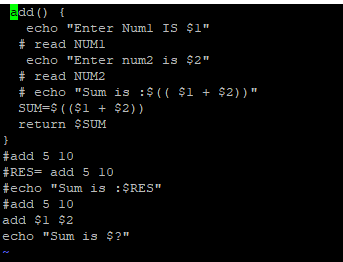 add() {
   echo "Enter Num1 IS $1"
  # read NUM1
   echo "Enter num2 is $2"
  # read NUM2
  # echo "Sum is :$(( $1 + $2))"
  SUM=$(($1 + $2))
  return $SUM
}
#add 5 10
#RES= add 5 10
#echo "Sum is :$RES"
#add 5 10
add $1 $2
echo "Sum is $?"
~